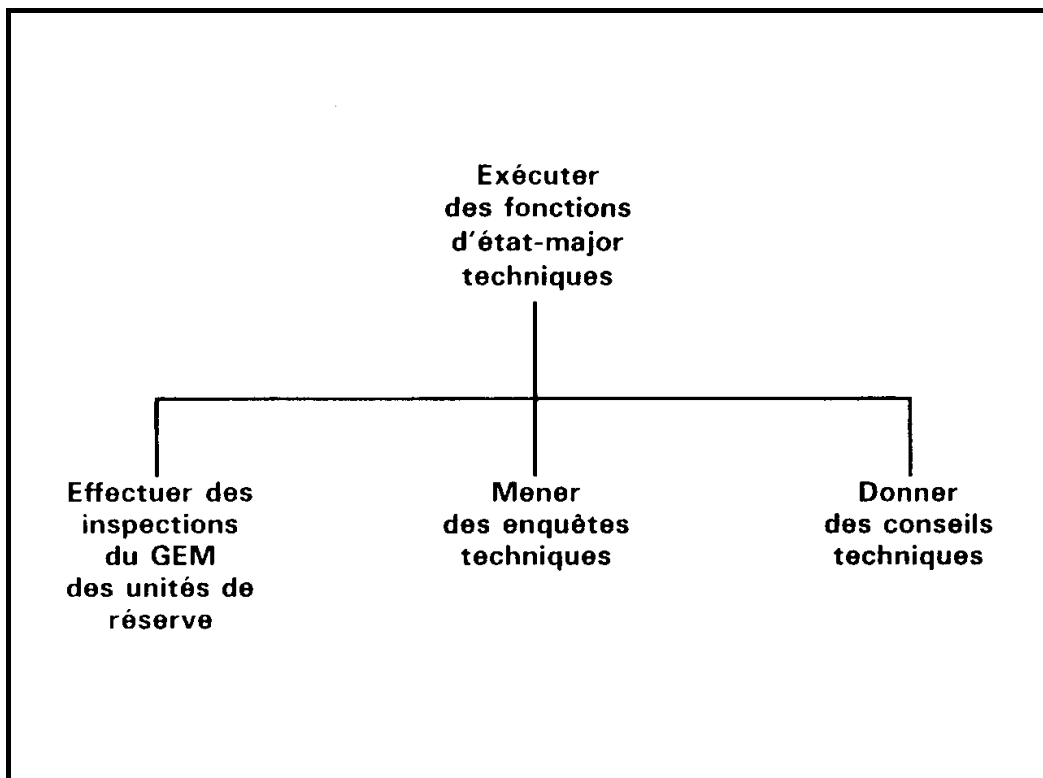 Exécuter
des fonctions
d'état-major
techniques
Effectuer des
inspections
du GEM
des unités de
réserve
Mener
des enquêtes
techniques
Donner
des conseils
techniques